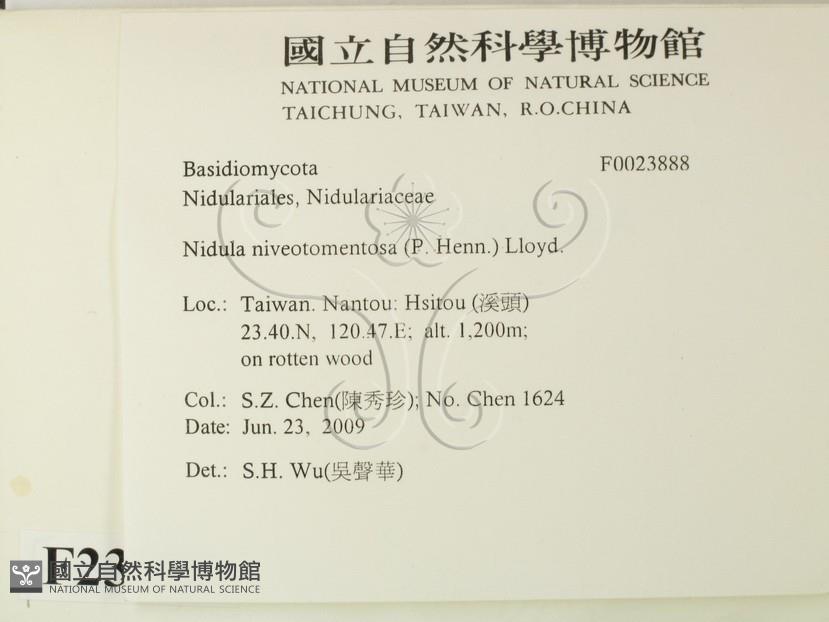 國立自然科學博物館
NATIONAL MUSEUM OF NATURAL SCIENCE
TAICHUNG, TAIWAN, R.O.CHINA
Basidiomycota F0023888
Nidulariales, Nidulariaceae
Nidula niveotomentosa (P. Henn.) Lloyd.
Loc.: Taiwan. Nantou: Hsitou (溪頭)
23.40.N, 120.47.E; alt. 1,200m;
on rotten wood
Col.: S.Z. Chen(陳秀珍); No. Chen 1624
Date: Jun. 23, 2009
Det.: S.H. Wu(吳聲華)
F23
國立自然科學博物館
NATIONAL MUSEUM OF NATURAL SCIENCE